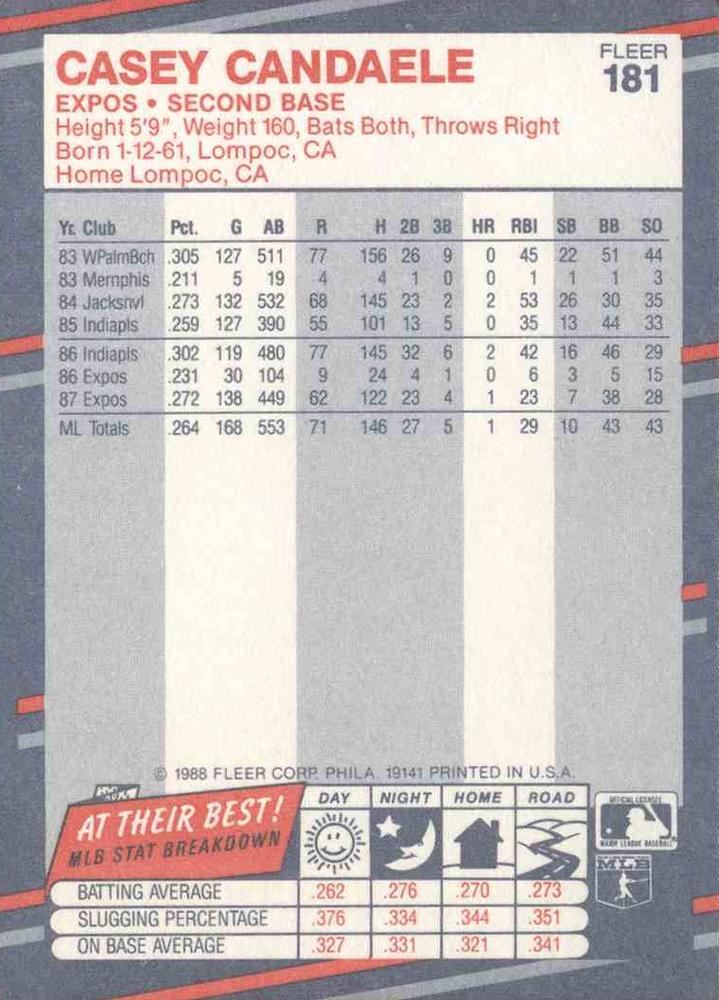 CASEY CANDAELE
FLEER
181
EXPOS • SECOND BASE
Height 5'9", Weight 160, Bats Both, Throws Right
Born 1-12-61, Lompoc, CA
Home Lompoc, CA
Yr. Club Pct. G AB R H 2B 3B HR RBI SB BB SO
83 WPalmBch .305 127 511 77 156 26 9 0 45 22 51 44
83 Memphis .211 5 19 4 4 1 0 0 1 1 1 3
84 Jacksnvl .273 132 532 68 145 23 2 2 53 26 30 35
85 Indiapls .259 127 390 55 101 13 5 0 35 13 44 33
86 Indiapls .302 119 480 77 145 32 6 2 42 16 46 29
86 Expos .231 30 104 9 24 4 1 0 6 3 5 15
87 Expos .272 138 449 62 122 23 4 1 23 7 38 28
ML Totals .264 168 553 71 146 27 5 1 29 10 43 43
© 1988 FLEER CORP. PHILA. 19141 PRINTED IN U.S.A.
AT THEIR BEST!
MLB STAT BREAKDOWN
DAY NIGHT HOME ROAD
OFFICIAL LICENSEE
MAJOR LEAGUE BASEBALL
MLB
BATTING AVERAGE .262 .276 .270 .273
SLUGGING PERCENTAGE .376 .334 .344 .351
ON BASE AVERAGE .327 .331 .321 .341